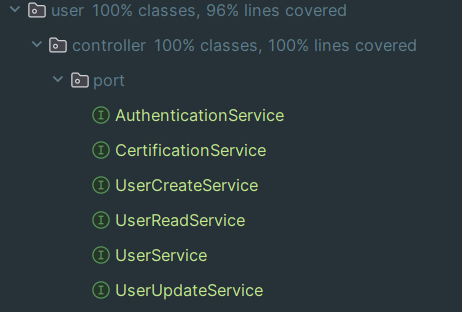 user 100% classes, 96% lines covered
controller 100% classes, 100% lines covered
port
I AuthenticationService
I CertificationService
I UserCreateService
I UserReadService
I UserService
I UserUpdateService